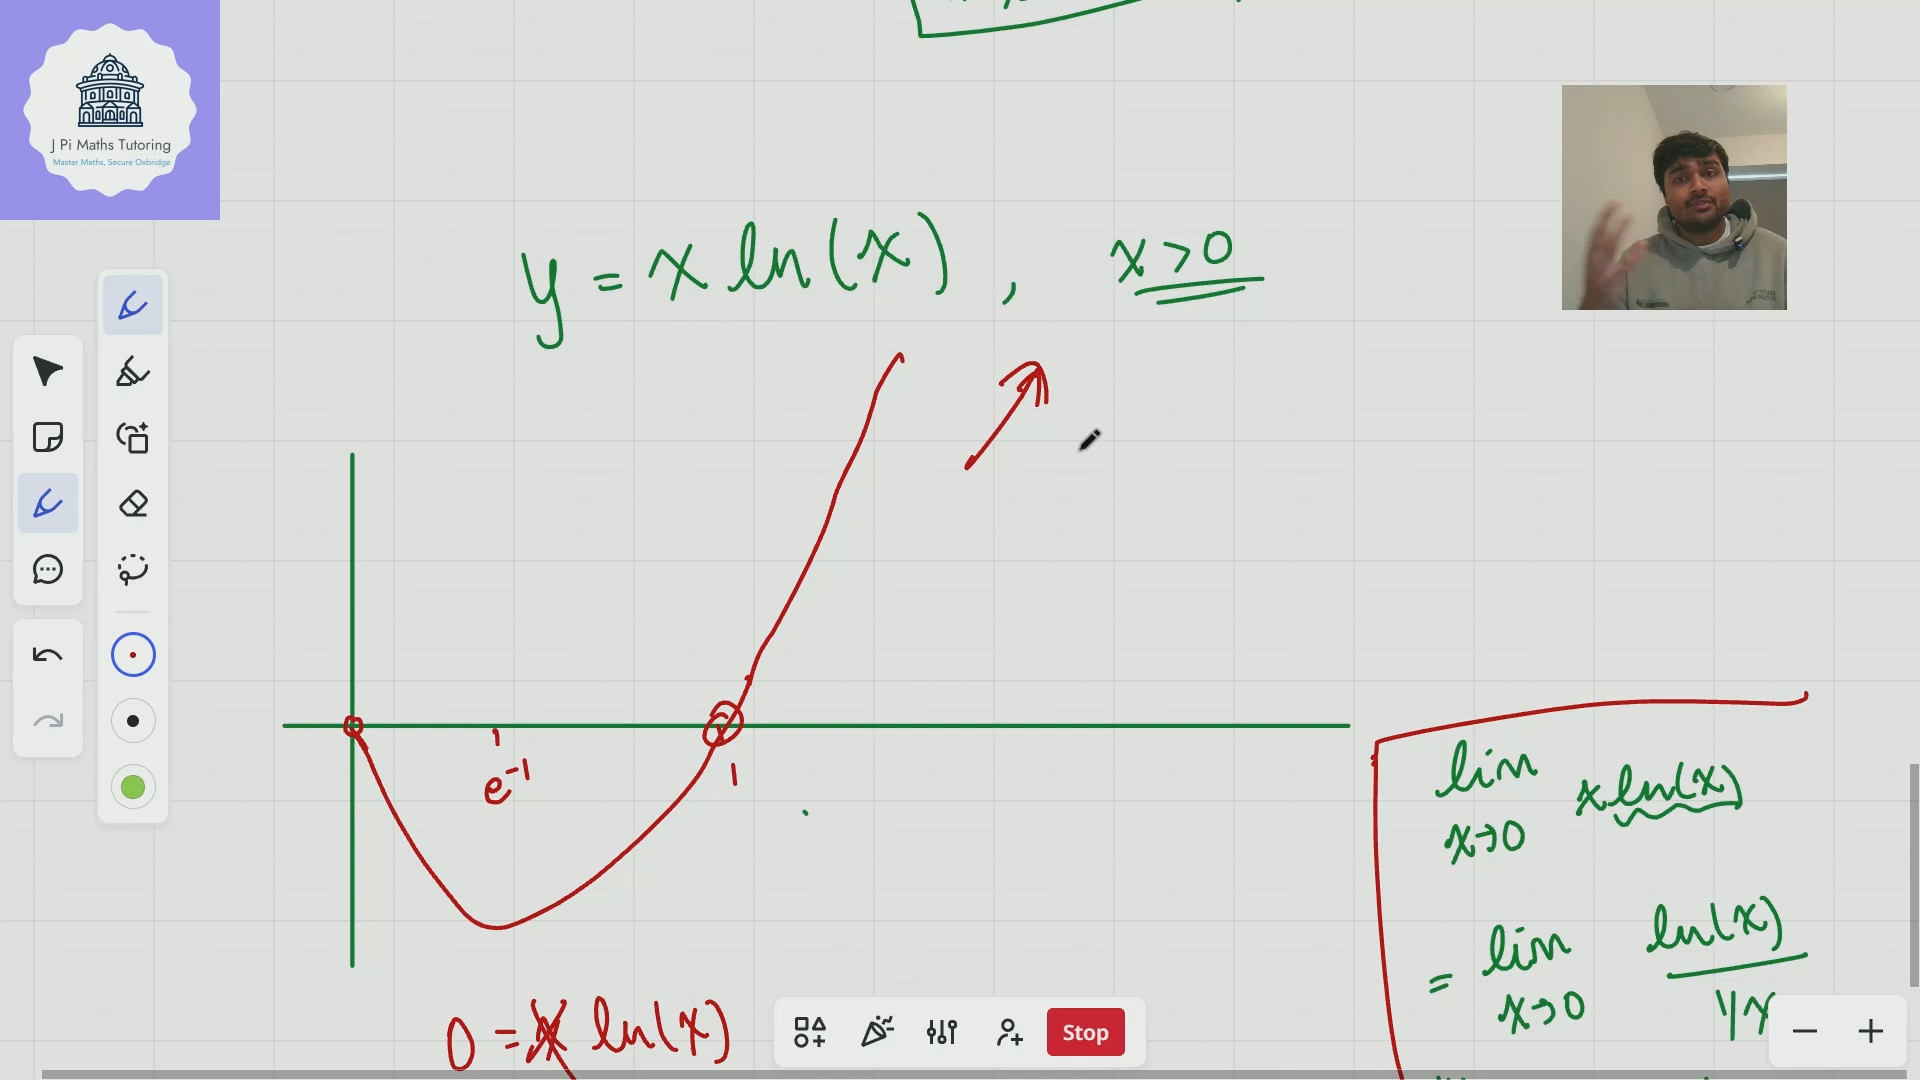 J Pi Maths Tutoring
Master Maths, Secure Oxbridge
y = x ln(x) , x > 0
e⁻¹
1
lim x ln(x)
x→0
= lim ln(x)
x→0 1/x
0 = x ln(x)
Stop